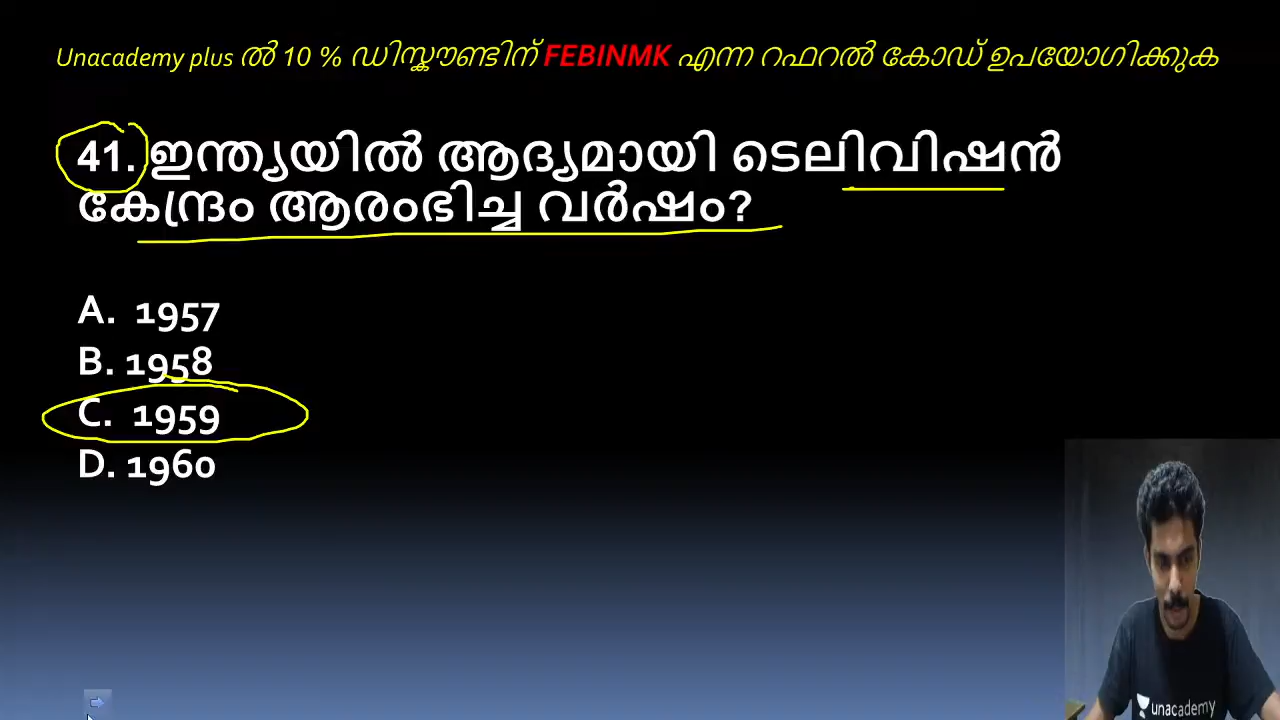 Unacademy plus ൽ 10 % ഡിസ്കൗണ്ടിന് FEBINMK എന്ന റഫറൽ കോഡ് ഉപയോഗിക്കുക
41. ഇന്ത്യയിൽ ആദ്യമായി ടെലിവിഷൻ
കേന്ദ്രം ആരംഭിച്ച വർഷം?
A. 1957
B. 1958
C. 1959
D. 1960
unacademy